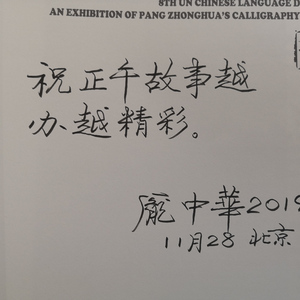 8TH UN CHINESE LANGUAGE D
AN EXHIBITION OF PANG ZHONGHUA'S CALLIGRAPHY
祝正午故事越
办越精彩。
龐中華2019
11月28 北京